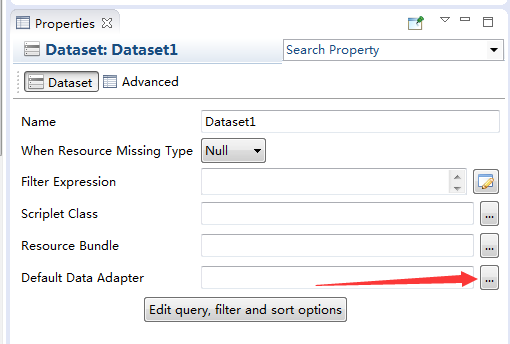 Properties
Dataset: Dataset1
Search Property
Dataset
Advanced
Name
Dataset1
When Resource Missing Type
Null
Filter Expression
Scriplet Class
...
Resource Bundle
...
Default Data Adapter
...
Edit query, filter and sort options